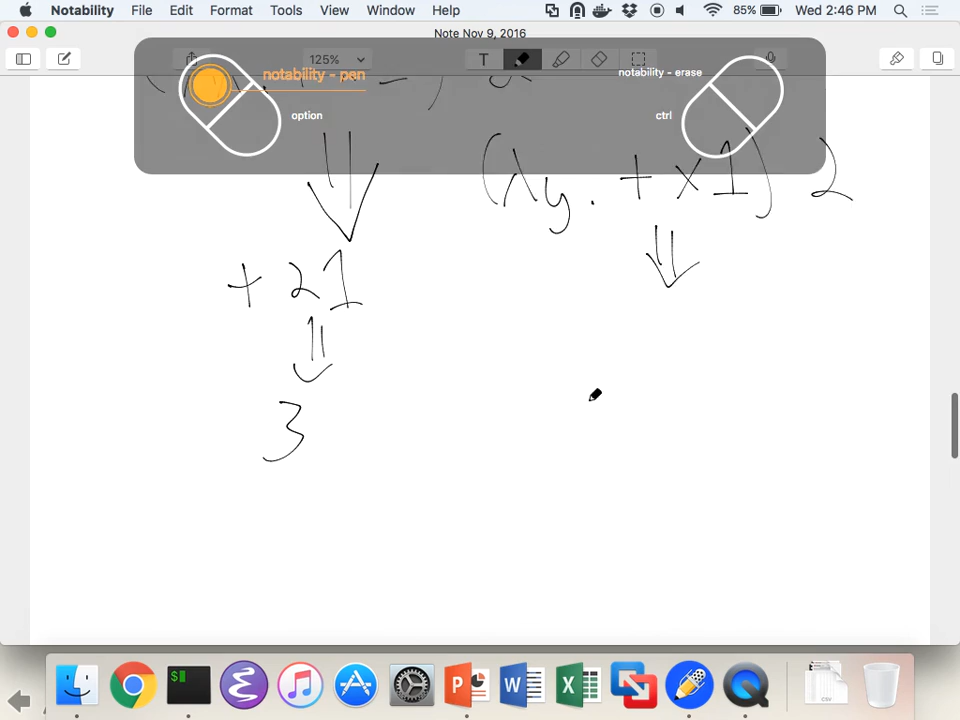 Notability File Edit Format Tools View Window Help 85% Wed 2:46 PM
Note Nov 9, 2016
125% T
notability - pen
notability - erase
option
ctrl
(λy. + x 1) 2
⇓
⇓
+ 2 1
⇓
3
$
W
X
P
CSV